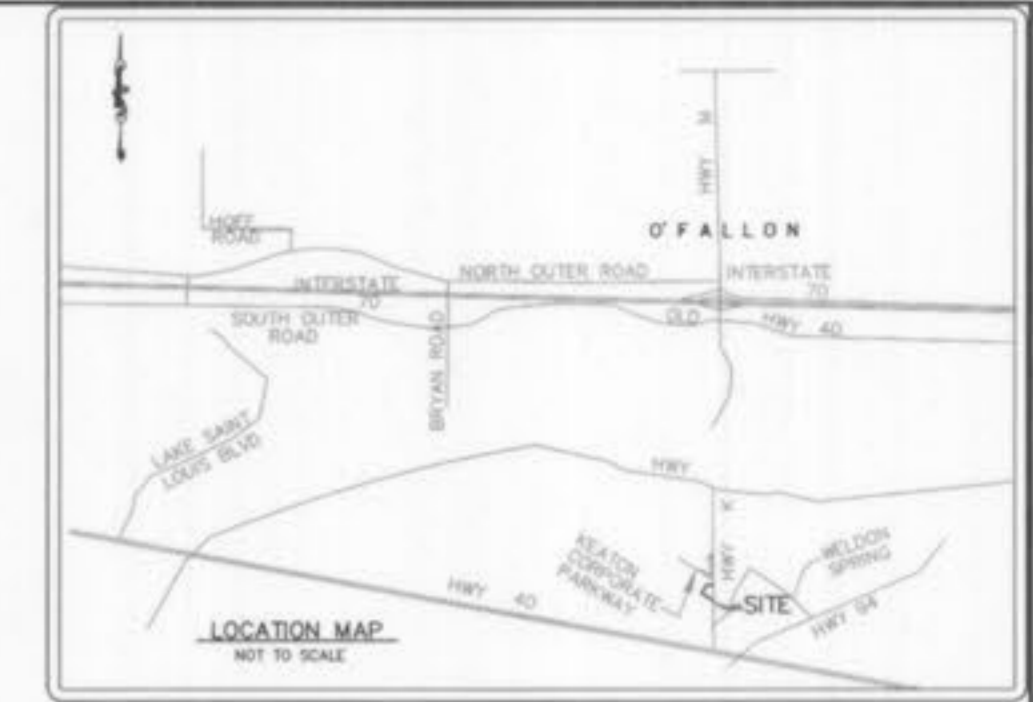 HWY M
O'FALLON
HOFF
ROAD
NORTH OUTER ROAD
INTERSTATE
70
INTERSTATE
70
SOUTH OUTER
ROAD
OLD
HWY 40
BRYAN ROAD
LAKE SAINT
LOUIS BLVD
HWY
HWY K
KEATON
CORPORATE
PARKWAY
WELDON
SPRING
SITE
HWY 94
HWY 40
LOCATION MAP
NOT TO SCALE